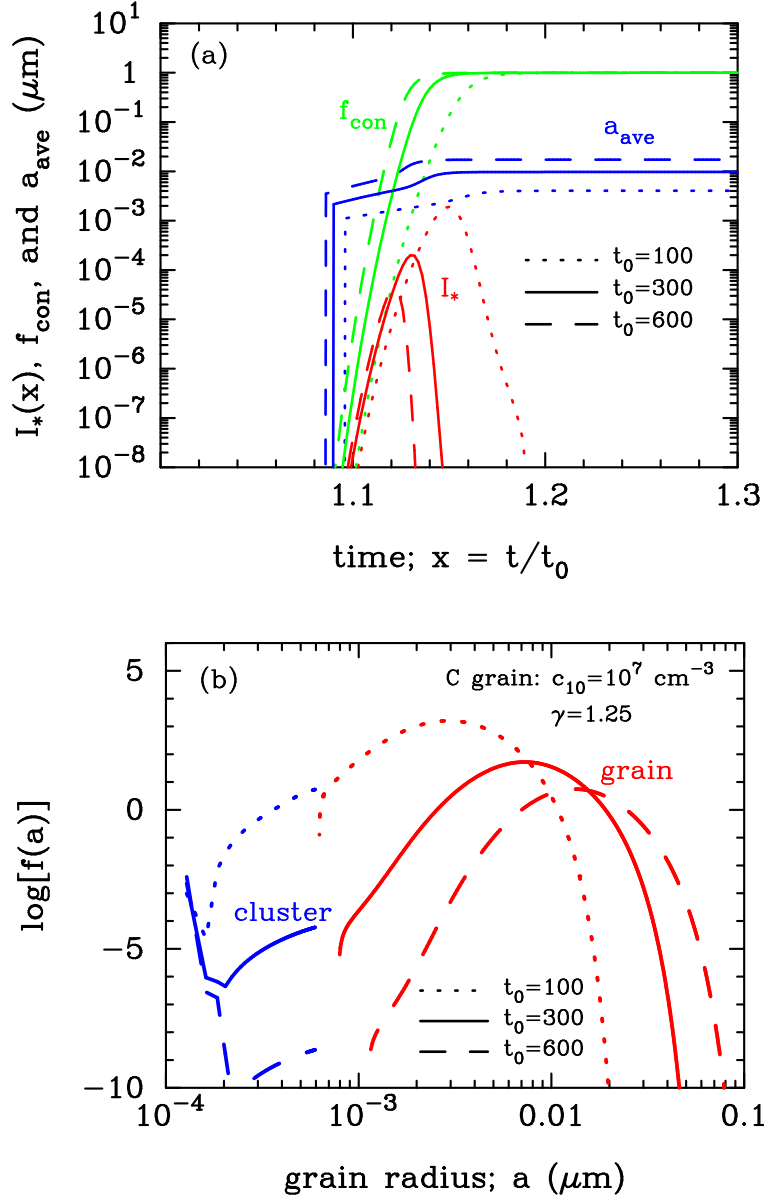 (a)
I*(x), f_con, and a_ave (μm)
10^1
1
10^−1
10^−2
10^−3
10^−4
10^−5
10^−6
10^−7
10^−8
f_con
a_ave
I*
t_0=100
t_0=300
t_0=600
1.1
1.2
1.3
time; x = t/t_0
(b)
C grain: c_10=10^7 cm^−3
γ=1.25
log[f(a)]
5
0
−5
−10
grain
cluster
t_0=100
t_0=300
t_0=600
10^−4
10^−3
0.01
0.1
grain radius; a (μm)